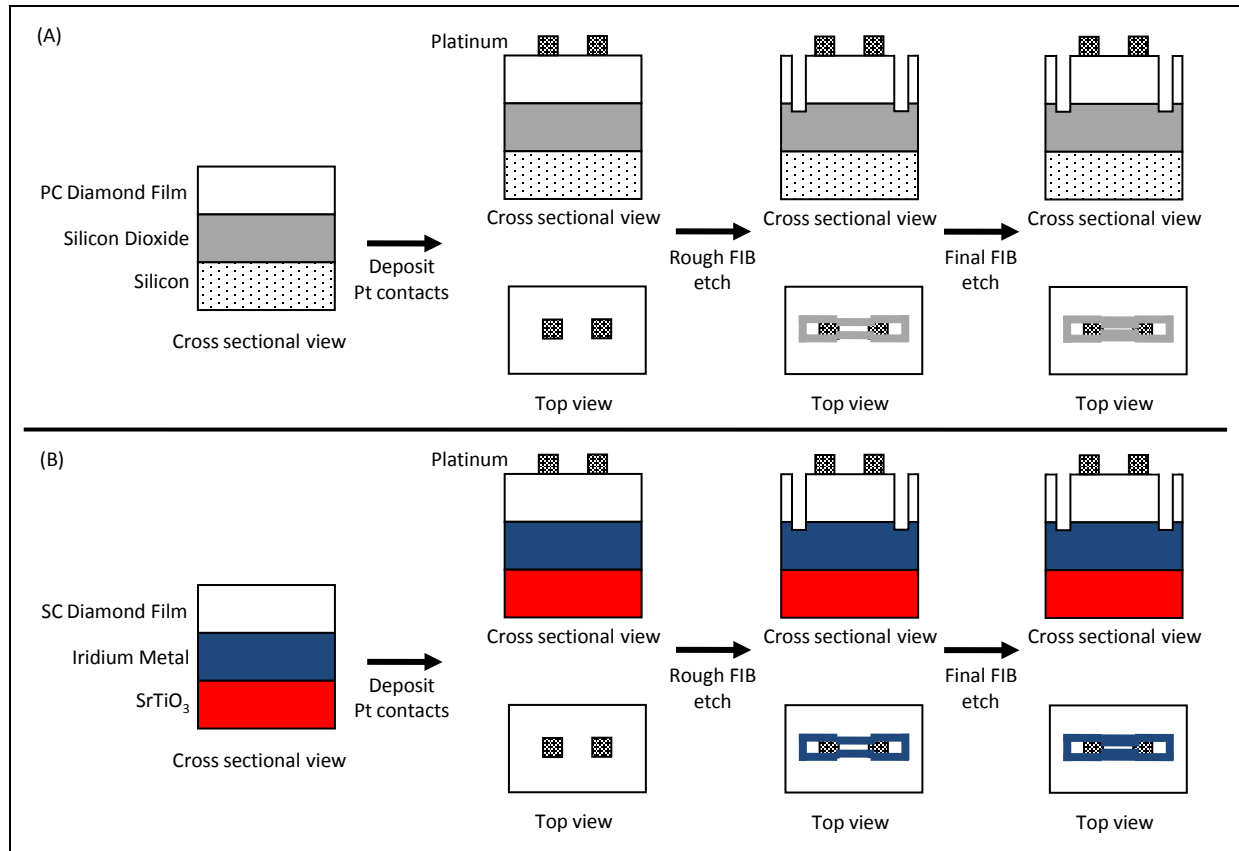 (A)
Platinum
PC Diamond Film
Silicon Dioxide
Silicon
Cross sectional view
Deposit
Pt contacts
Cross sectional view
Top view
Rough FIB
etch
Cross sectional view
Top view
Final FIB
etch
Cross sectional view
Top view
(B)
Platinum
SC Diamond Film
Iridium Metal
SrTiO₃
Cross sectional view
Deposit
Pt contacts
Cross sectional view
Top view
Rough FIB
etch
Cross sectional view
Top view
Final FIB
etch
Cross sectional view
Top view